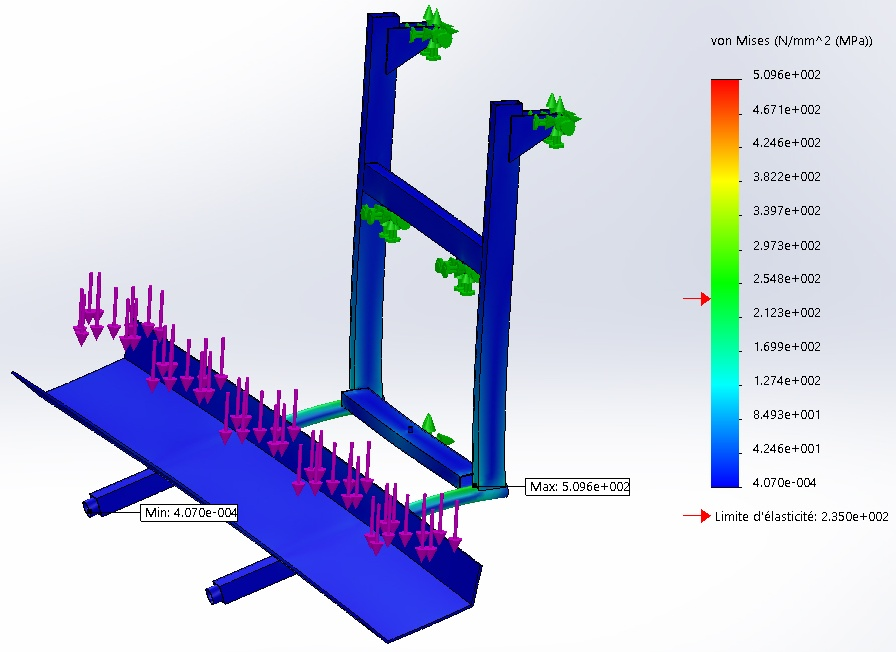 von Mises (N/mm^2 (MPa))
5.096e+002
4.671e+002
4.246e+002
3.822e+002
3.397e+002
2.973e+002
2.548e+002
2.123e+002
1.699e+002
1.274e+002
8.493e+001
4.246e+001
4.070e-004
Limite d'élasticité: 2.350e+002
Max: 5.096e+002
Min: 4.070e-004